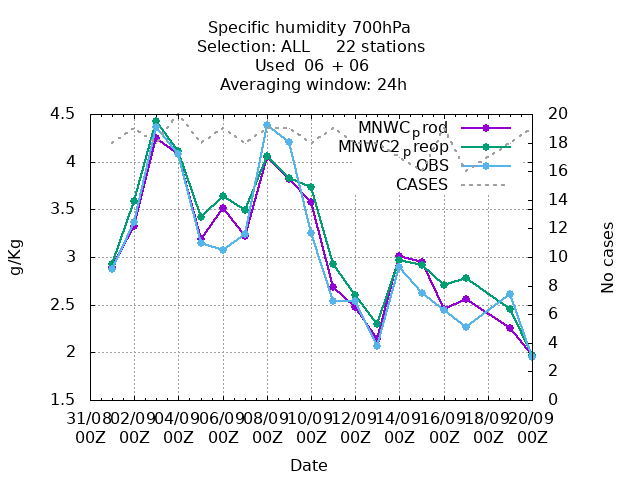 Specific humidity 700hPa
Selection: ALL 22 stations
Used 06 + 06
Averaging window: 24h
4.5 20
MNWC_prod
18
MNWC2_preop
4
OBS
16
CASES
3.5
14
12
3 10
8
2.5
6
2
4
2
1.5 0
g/Kg
No cases
31/08 02/09 04/09 06/09 08/09 10/09 12/09 14/09 16/09 18/09 20/09
00Z 00Z 00Z 00Z 00Z 00Z 00Z 00Z 00Z 00Z 00Z
Date